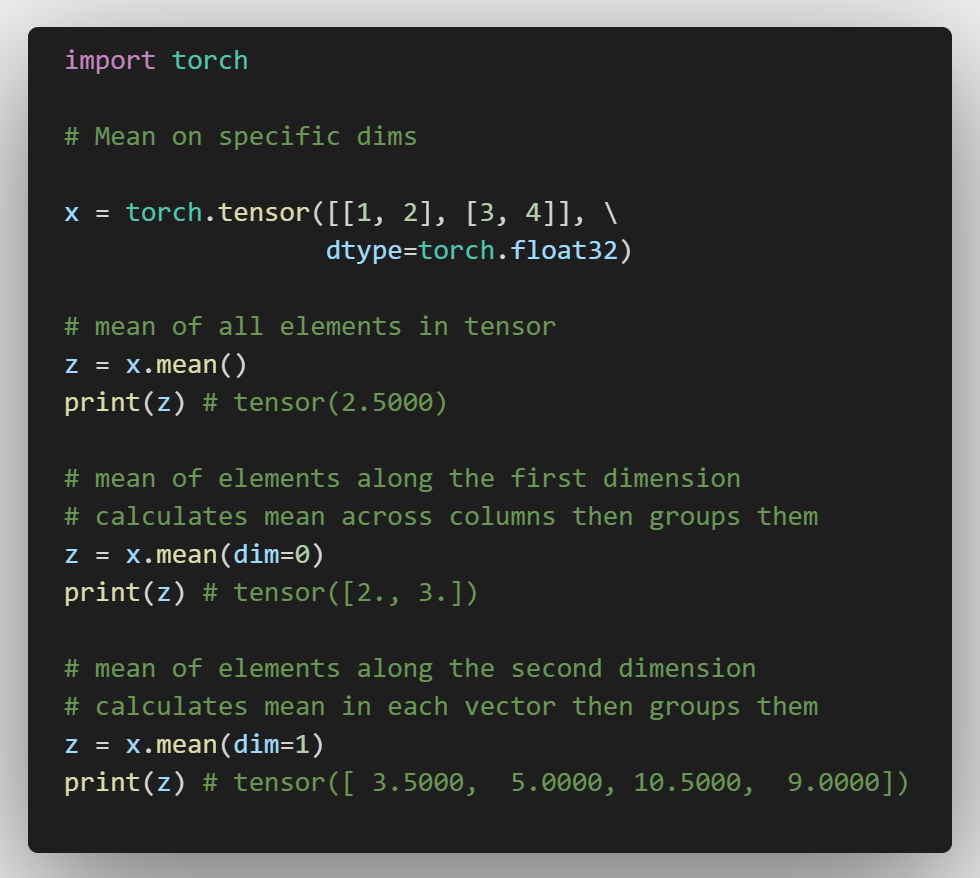 import torch
# Mean on specific dims
x = torch.tensor([[1, 2], [3, 4]], \
dtype=torch.float32)
# mean of all elements in tensor
z = x.mean()
print(z) # tensor(2.5000)
# mean of elements along the first dimension
# calculates mean across columns then groups them
z = x.mean(dim=0)
print(z) # tensor([2., 3.])
# mean of elements along the second dimension
# calculates mean in each vector then groups them
z = x.mean(dim=1)
print(z) # tensor([ 3.5000,  5.0000, 10.5000,  9.0000])